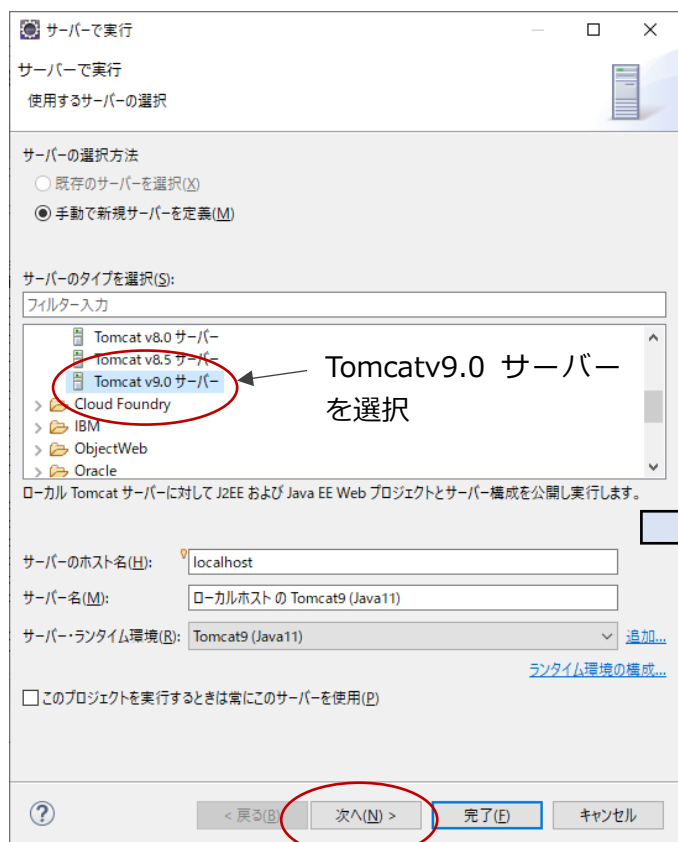 サーバーで実行
サーバーで実行
使用するサーバーの選択
サーバーの選択方法
既存のサーバーを選択(X)
手動で新規サーバーを定義(M)
サーバーのタイプを選択(S):
フィルター入力
Tomcat v8.0 サーバー
Tomcat v8.5 サーバー
Tomcat v9.0 サーバー
Cloud Foundry
IBM
ObjectWeb
Oracle
Tomcatv9.0 サーバー
を選択
ローカル Tomcat サーバーに対して J2EE および Java EE Web プロジェクトとサーバー構成を公開し実行します。
サーバーのホスト名(H): localhost
サーバー名(M): ローカルホスト の Tomcat9 (Java11)
サーバー・ランタイム環境(R): Tomcat9 (Java11) 追加...
ランタイム環境の構成...
このプロジェクトを実行するときは常にこのサーバーを使用(P)
? < 戻る(B) 次へ(N) > 完了(F) キャンセル